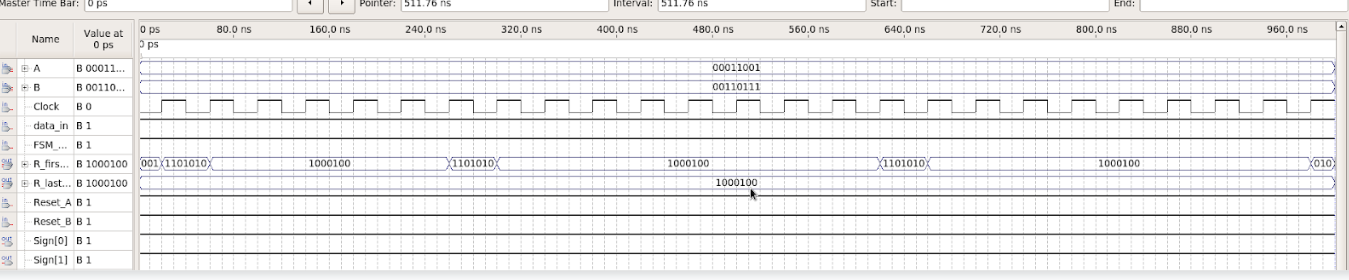 Master Time Bar: 0 ps Pointer: 511.76 ns Interval: 511.76 ns Start: End:
Name Value at 0 ps
0 ps 80.0 ns 160.0 ns 240.0 ns 320.0 ns 400.0 ns 480.0 ns 560.0 ns 640.0 ns 720.0 ns 800.0 ns 880.0 ns 960.0 ns
0 ps
A B 00011... 00011001
B B 00110... 00110111
Clock B 0
data_in B 1
FSM_... B 1
R_firs... B 1000100 001 1101010 1000100 1101010 1000100 1101010 1000100 010
R_last... B 1000100 1000100
Reset_A B 1
Reset_B B 1
Sign[0] B 1
Sign[1] B 1